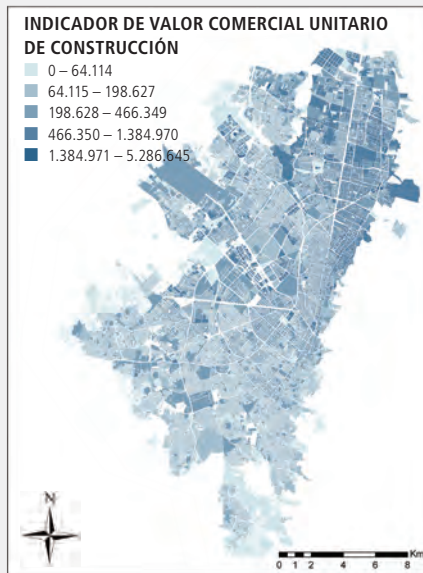 INDICADOR DE VALOR COMERCIAL UNITARIO
DE CONSTRUCCIÓN
0 – 64.114
64.115 – 198.627
198.628 – 466.349
466.350 – 1.384.970
1.384.971 – 5.286.645
N
Km
0 1 2 4 6 8